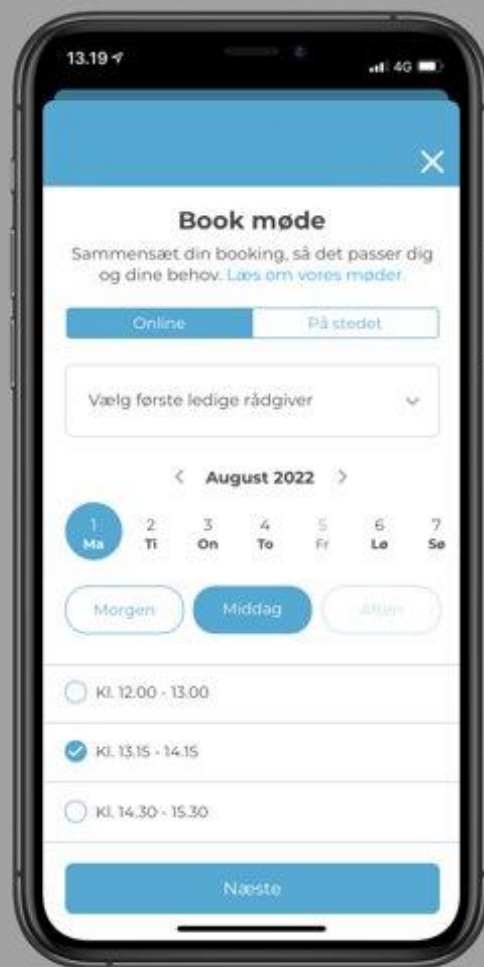 13.19
4G
Book møde
Sammensæt din booking, så det passer dig
og dine behov. Læs om vores møder.
Online På stedet
Vælg første ledige rådgiver
August 2022
1 2 3 4 5 6 7
Ma Ti On To Fr Lø Sø
Morgen Middag Aften
Kl. 12.00 - 13.00
Kl. 13.15 - 14.15
Kl. 14.30 - 15.30
Næste